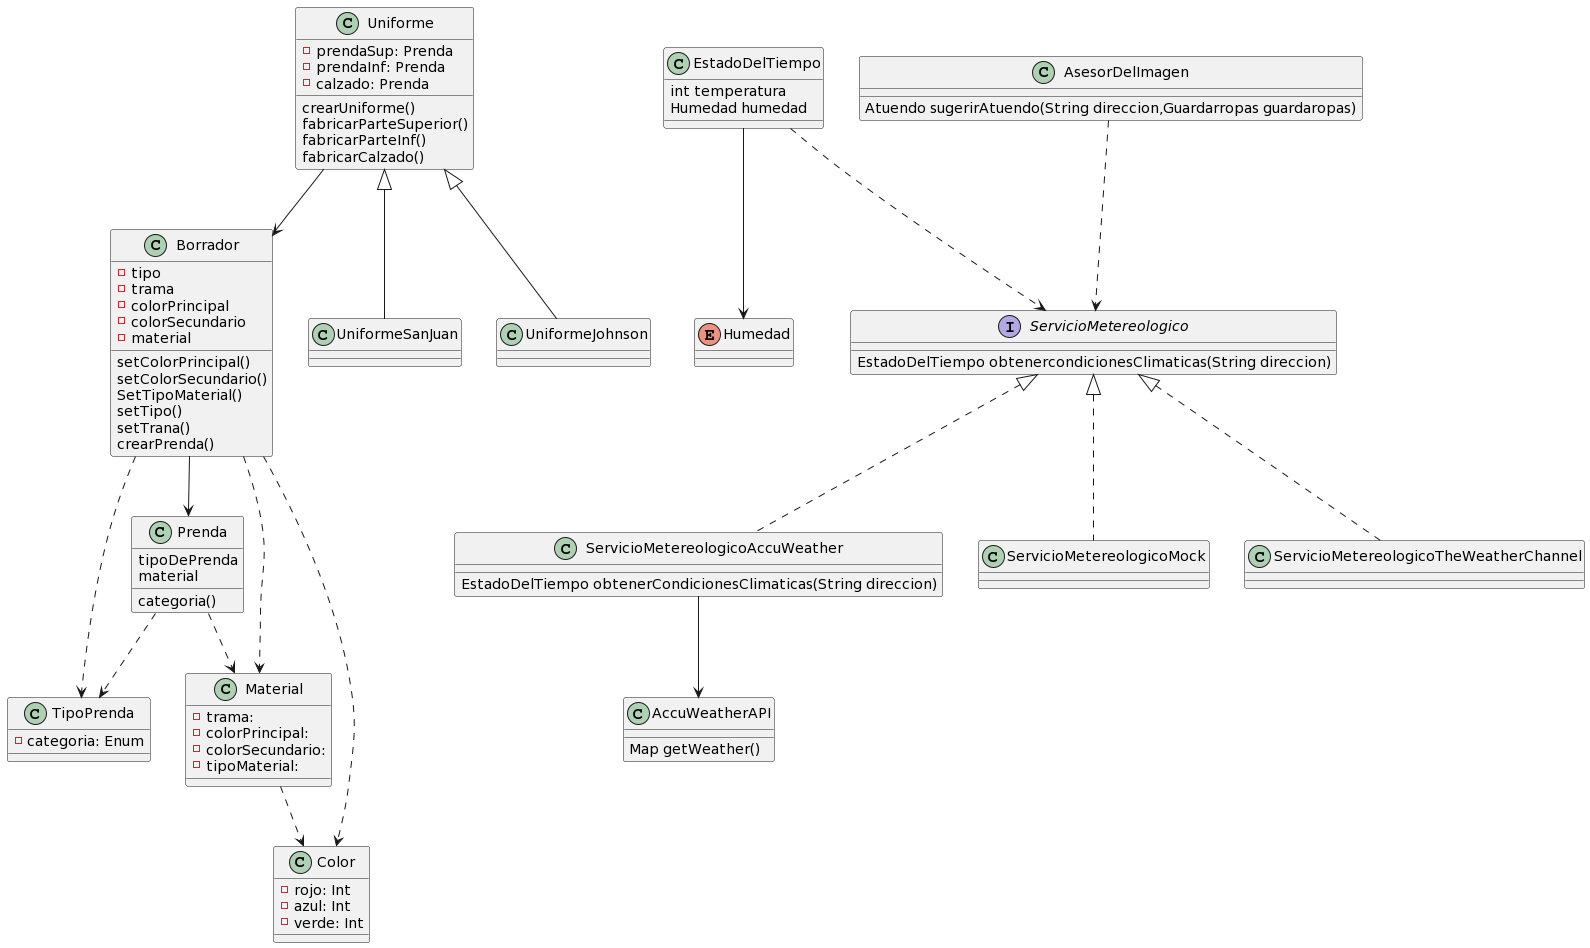 C Uniforme
prendaSup: Prenda
prendaInf: Prenda
calzado: Prenda
crearUniforme()
fabricarParteSuperior()
fabricarParteInf()
fabricarCalzado()
C EstadoDelTiempo
int temperatura
Humedad humedad
C AsesorDelImagen
Atuendo sugerirAtuendo(String direccion,Guardarropas guardaropas)
C Borrador
tipo
trama
colorPrincipal
colorSecundario
material
setColorPrincipal()
setColorSecundario()
SetTipoMaterial()
setTipo()
setTrana()
crearPrenda()
C UniformeSanJuan
C UniformeJohnson
E Humedad
I ServicioMetereologico
EstadoDelTiempo obtenercondicionesClimaticas(String direccion)
C Prenda
tipoDePrenda
material
categoria()
C ServicioMetereologicoAccuWeather
EstadoDelTiempo obtenerCondicionesClimaticas(String direccion)
C ServicioMetereologicoMock
C ServicioMetereologicoTheWeatherChannel
C TipoPrenda
categoria: Enum
C Material
trama:
colorPrincipal:
colorSecundario:
tipoMaterial:
C AccuWeatherAPI
Map getWeather()
C Color
rojo: Int
azul: Int
verde: Int